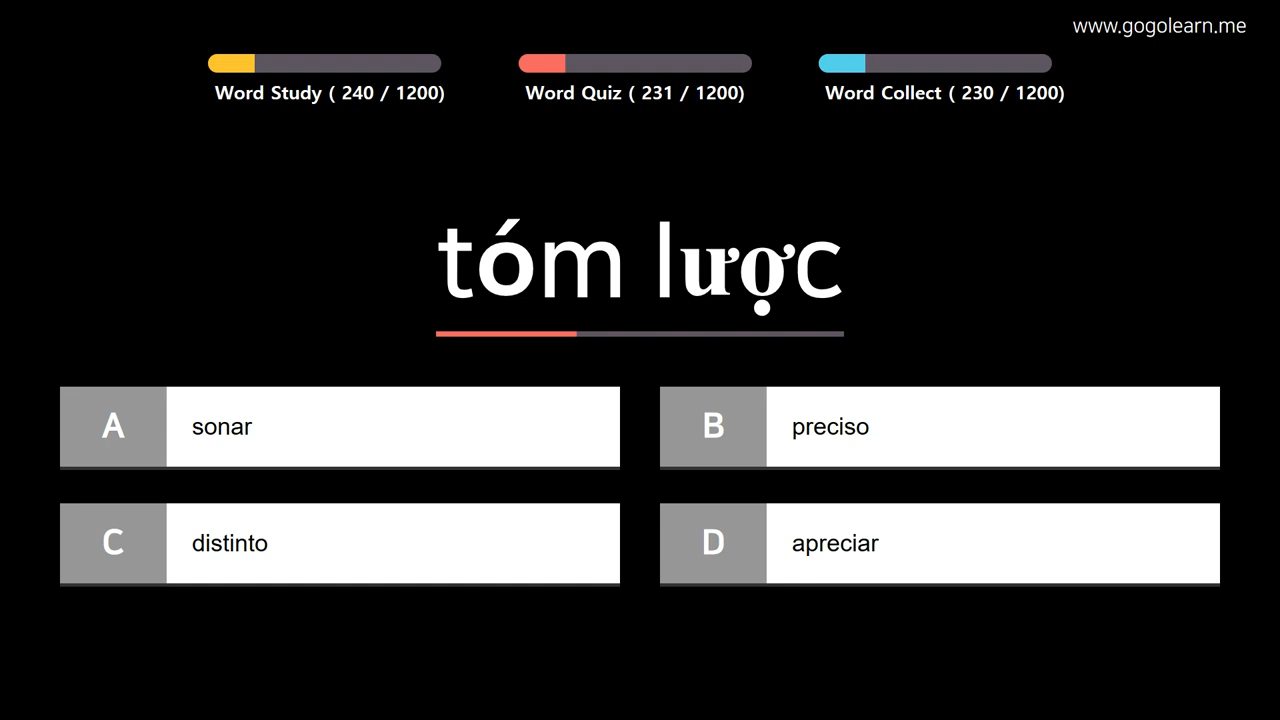 www.gogolearn.me
Word Study ( 240 / 1200)
Word Quiz ( 231 / 1200)
Word Collect ( 230 / 1200)
tóm lược
A sonar
B preciso
C distinto
D apreciar